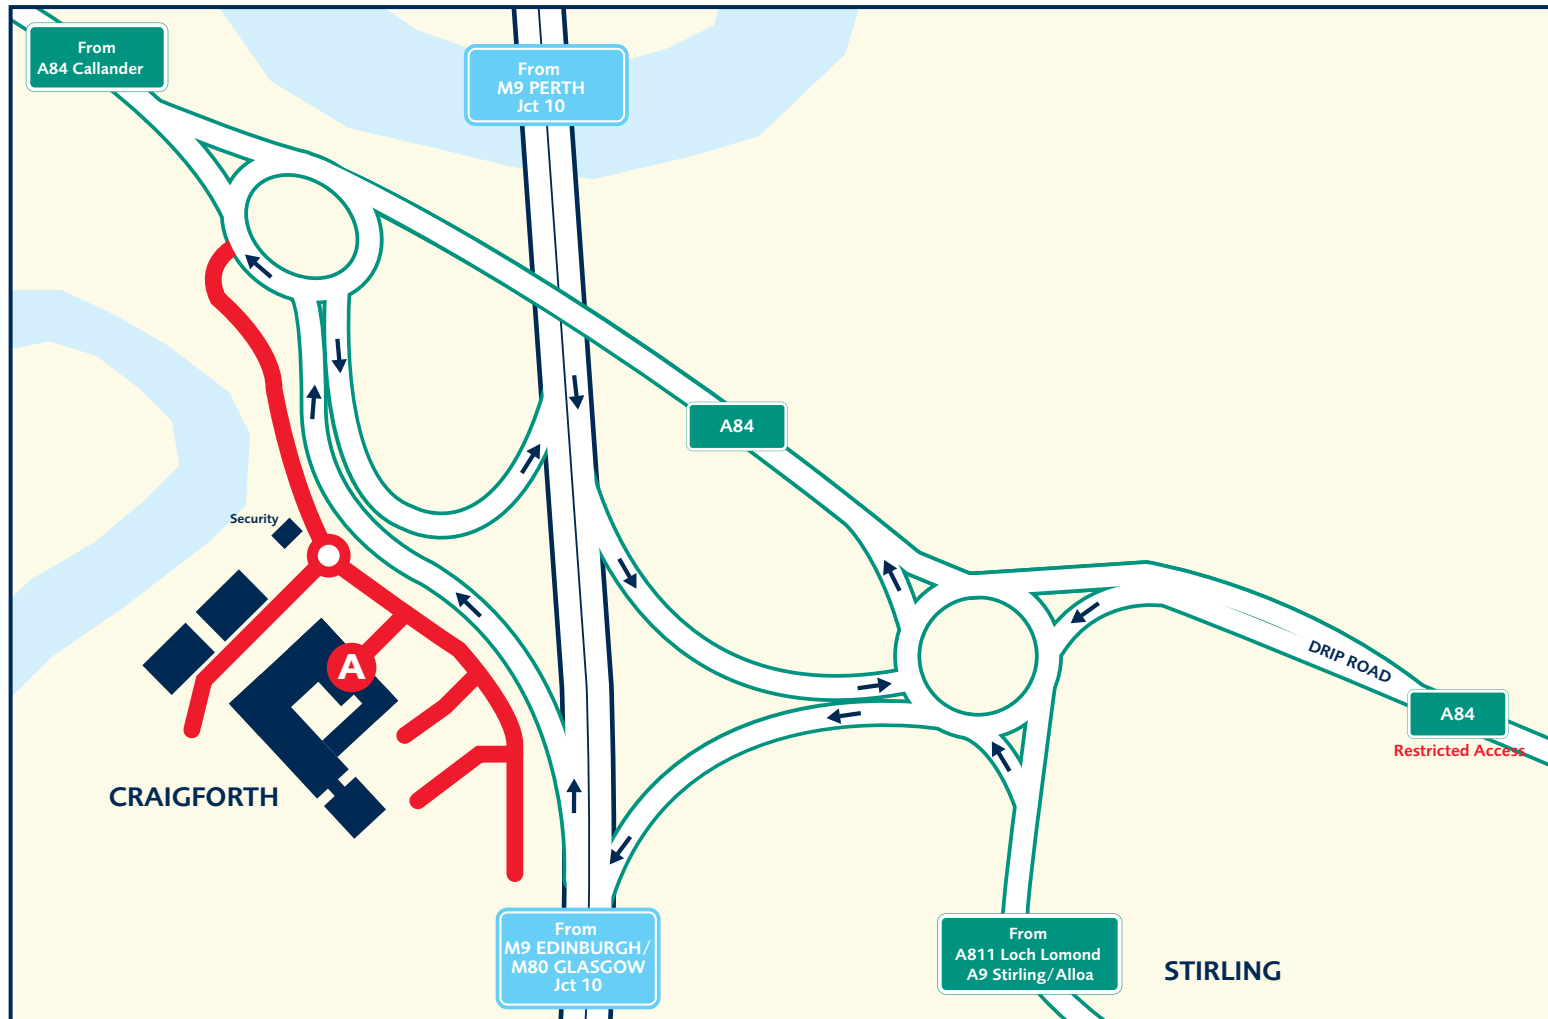 From
A84 Callander
From
M9 PERTH
Jct 10
A84
Security
DRIP ROAD
A84
Restricted Access
A
CRAIGFORTH
From
M9 EDINBURGH/
M80 GLASGOW
Jct 10
From
A811 Loch Lomond
A9 Stirling/Alloa
STIRLING